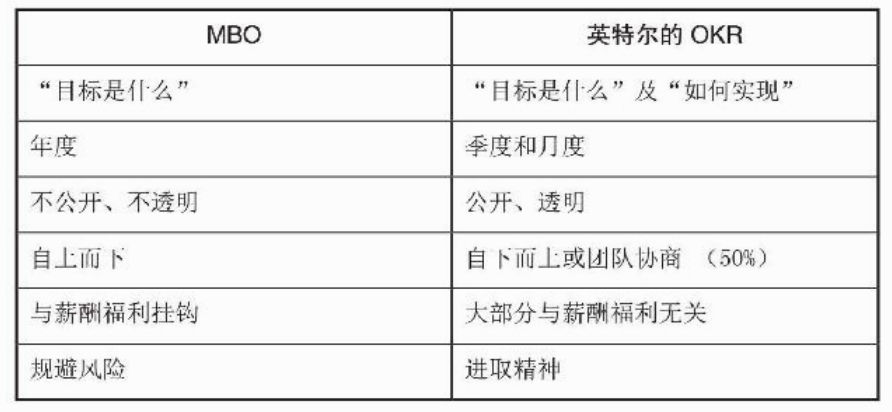 MBO 英特尔的 OKR
“目标是什么” “目标是什么”及“如何实现”
年度 季度和月度
不公开、不透明 公开、透明
自上而下 自下而上或团队协商 （50%）
与薪酬福利挂钩 大部分与薪酬福利无关
规避风险 进取精神